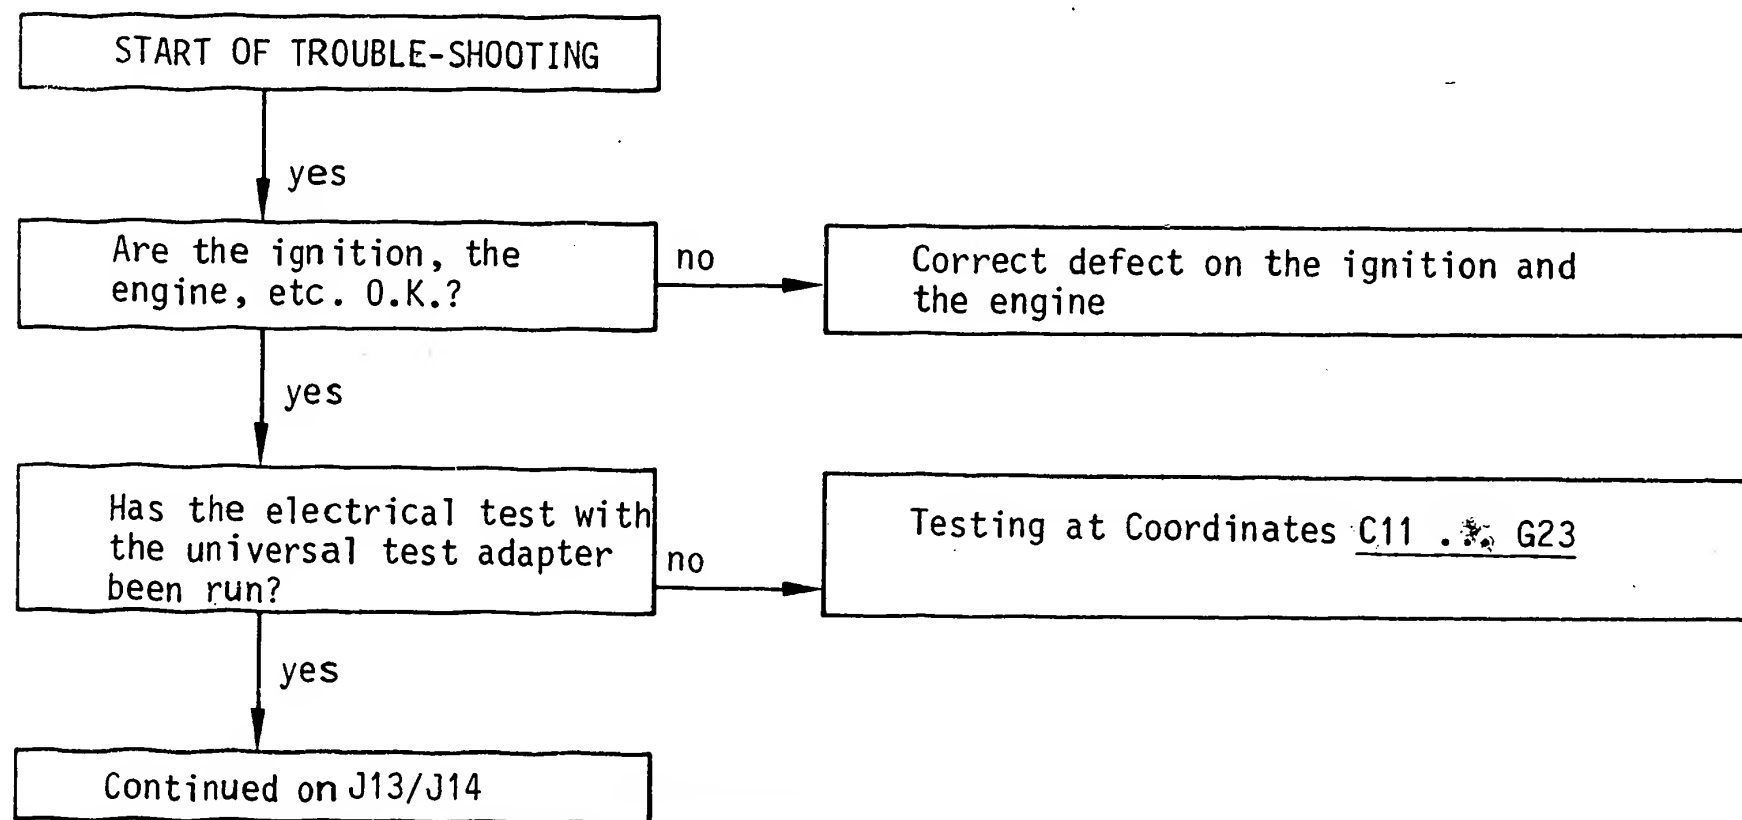 START OF TROUBLE-SHOOTING
yes
Are the ignition, the
engine, etc. O.K.?
no
Correct defect on the ignition and
the engine
yes
Has the electrical test with
the universal test adapter
been run?
no
Testing at Coordinates C11 ... G23
yes
Continued on J13/J14